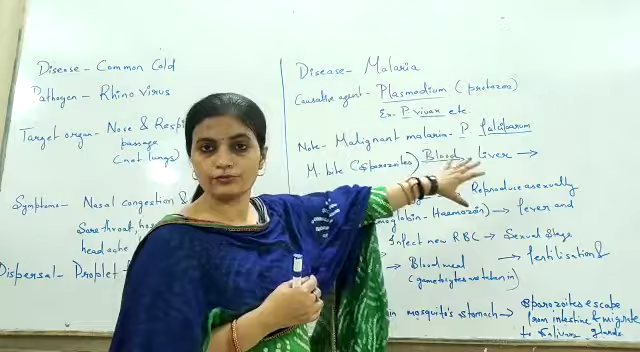 Disease - Common Cold
Pathogen - Rhino virus
Target organ - Nose & Respi
passage
(not lungs)
Symptoms - Nasal congestion &
Sore throat, hoa
headache
Dispersal - Droplet
Disease - Malaria
Causative agent - Plasmodium (protozoa)
Ex. P. vivax etc.
Note - Malignant malaria - P. falciparum
M. bite (Sporozoites) Blood Liver →
Reproduce asexually
moglobin - Haemozoin) → fever and
Infect new RBC → Sexual Stage
→ Blood meal → fertilisation &
(gametocytes are taken in)
in mosquito's stomach → Sporozoites escape
from intestine & migrate
to salivary glands